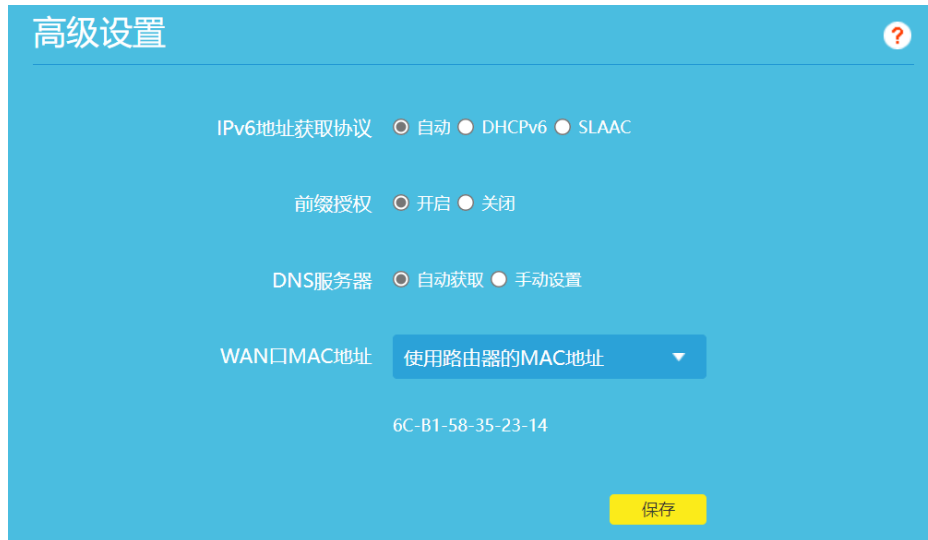 高级设置
?
IPv6地址获取协议 自动 DHCPv6 SLAAC
前缀授权 开启 关闭
DNS服务器 自动获取 手动设置
WAN口MAC地址 使用路由器的MAC地址
6C-B1-58-35-23-14
保存